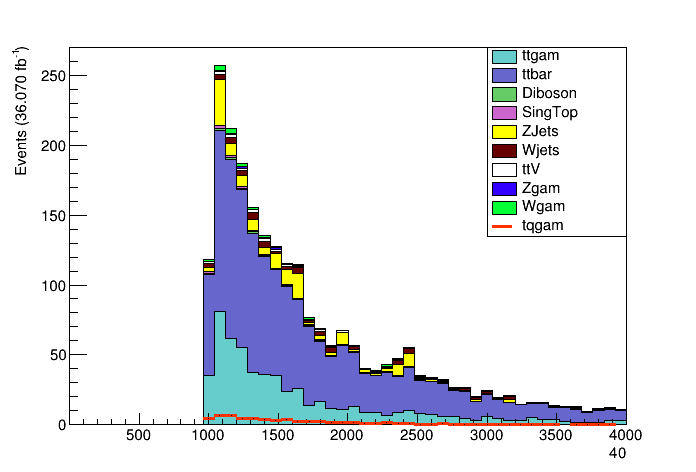 Events (36.070 fb⁻¹)
250
200
150
100
50
0
500
1000
1500
2000
2500
3000
3500
4000
40
ttgam
ttbar
Diboson
SingTop
ZJets
Wjets
ttV
Zgam
Wgam
tqgam